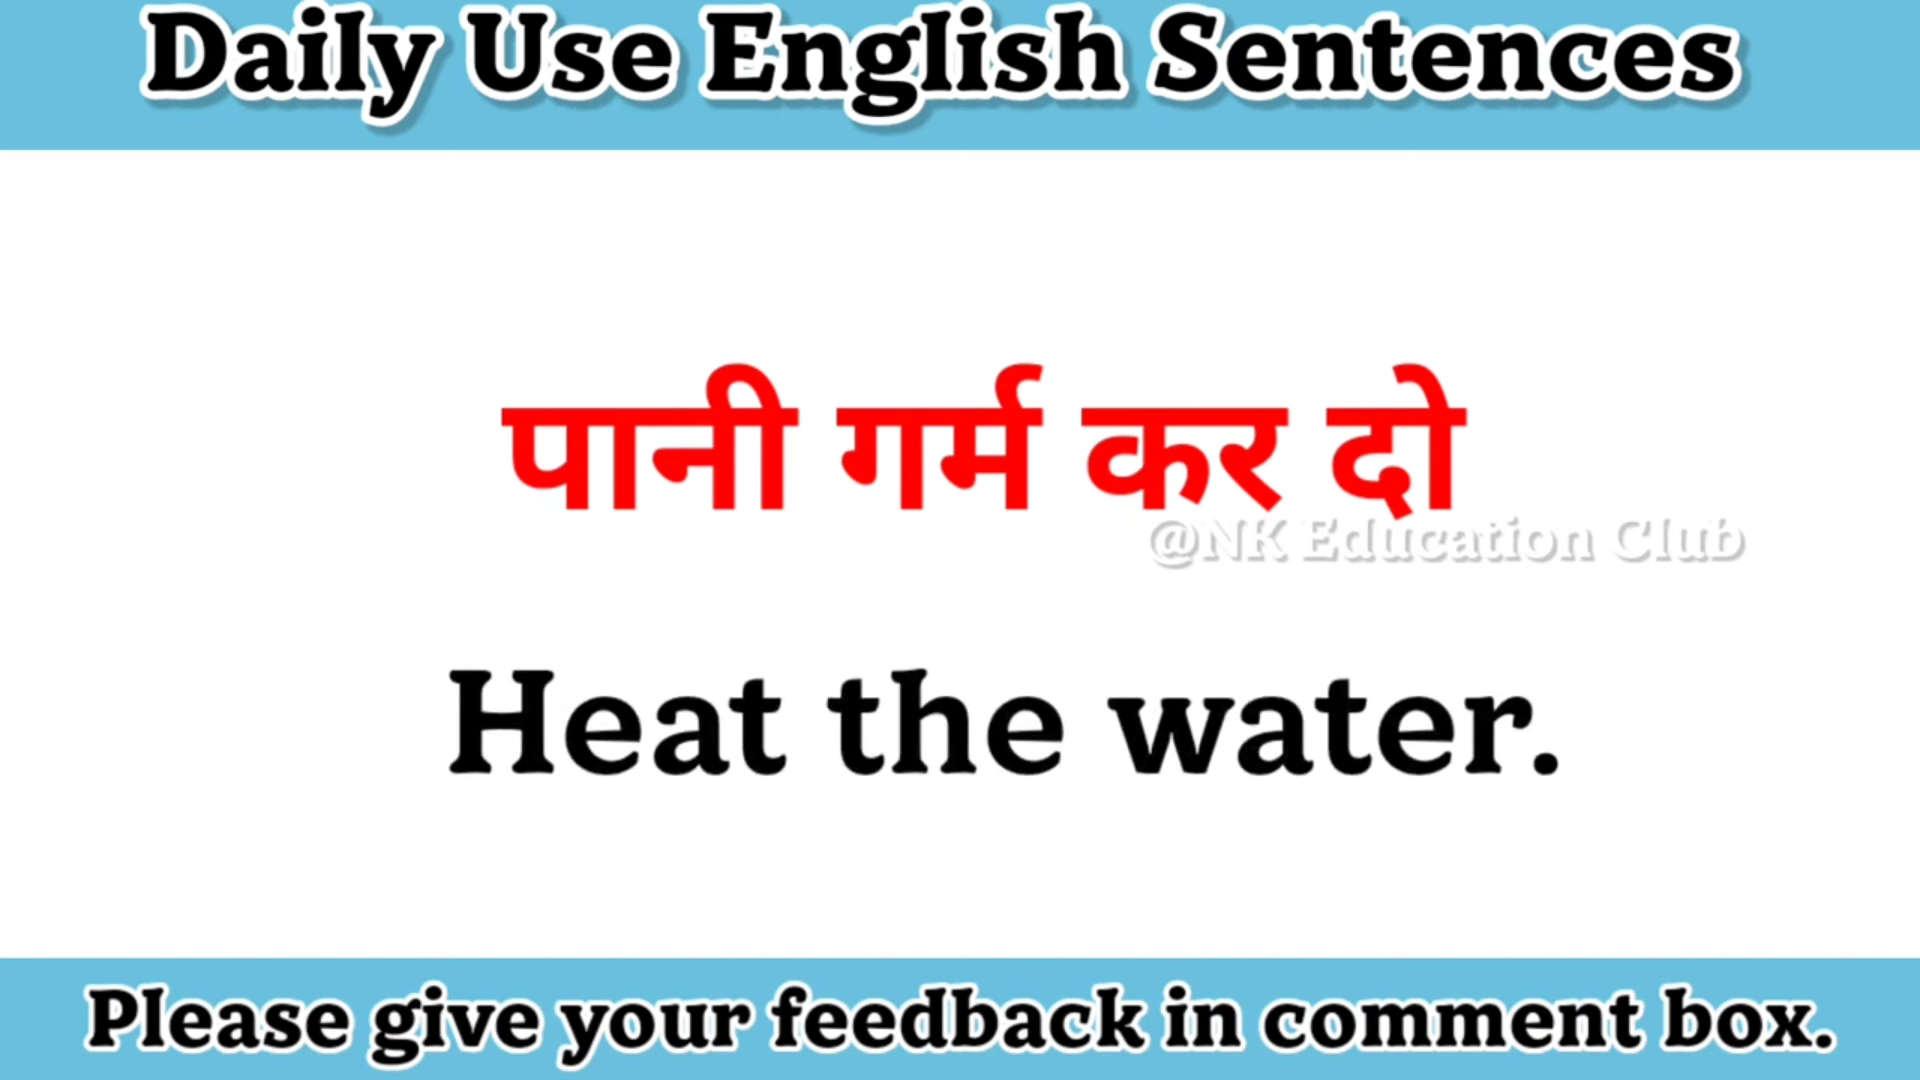 Daily Use English Sentences
पानी गर्म कर दो
@NK Education Club
Heat the water.
Please give your feedback in comment box.